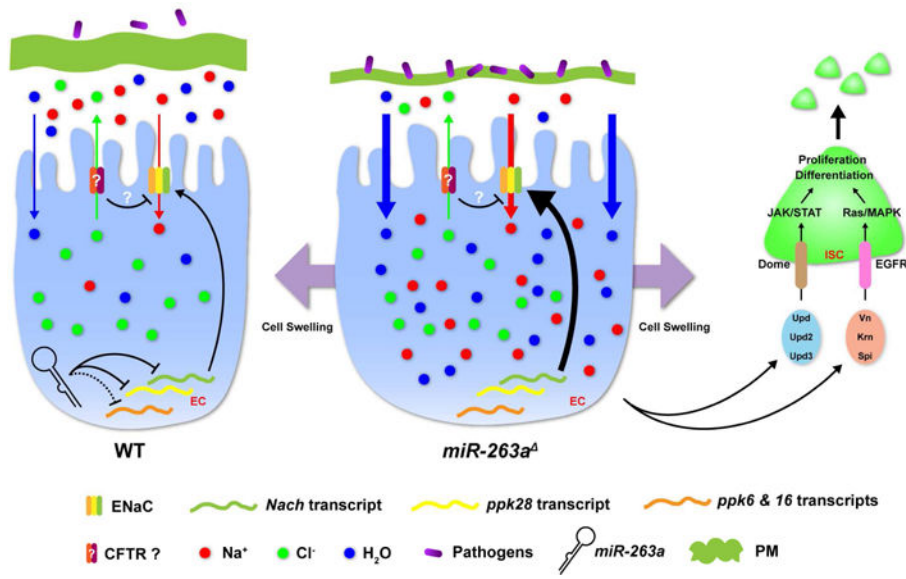 ?
?
?
?
Proliferation
Differentiation
JAK/STAT
Ras/MAPK
ISC
Dome
EGFR
Cell Swelling
Cell Swelling
Upd
Upd2
Upd3
Vn
Krn
Spi
EC
EC
WT
miR-263aΔ
ENaC
Nach transcript
ppk28 transcript
ppk6 & 16 transcripts
?
CFTR ?
Na+
Cl-
H2O
Pathogens
miR-263a
PM